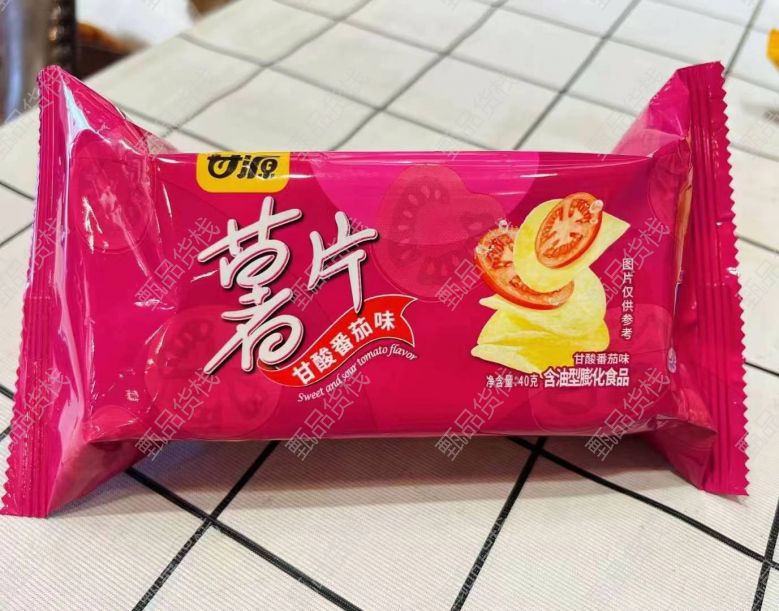 甘源
薯片
甘酸番茄味
Sweet and sour tomato flavor
图片仅供参考
甘酸番茄味
净含量:40克 含油型膨化食品
甄品货栈